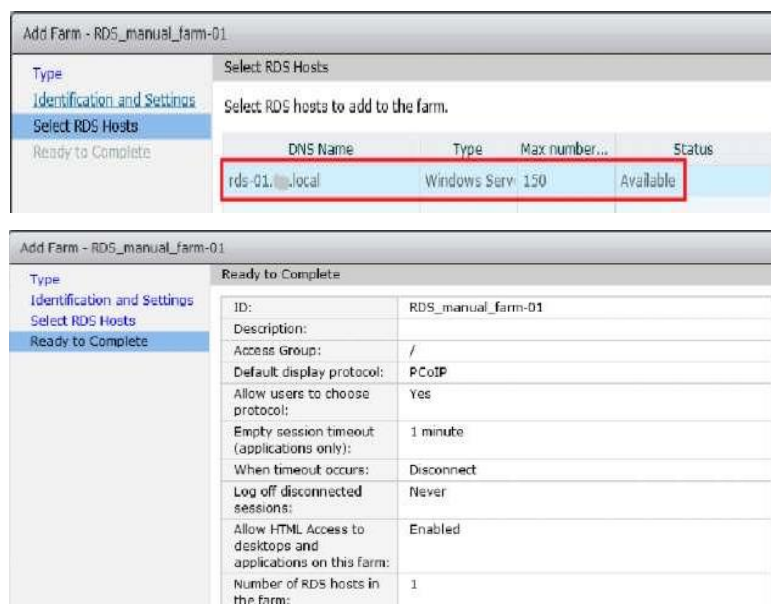 Add Farm - RDS_manual_farm-01
Type
Identification and Settings
Select RDS Hosts
Ready to Complete
Select RDS Hosts
Select RDS hosts to add to the farm.
DNS Name Type Max number... Status
rds-01. .local Windows Serv 150 Available
Add Farm - RDS_manual_farm-01
Type
Identification and Settings
Select RDS Hosts
Ready to Complete
Ready to Complete
ID: RDS_manual_farm-01
Description:
Access Group: /
Default display protocol: PCoIP
Allow users to choose Yes
protocol:
Empty session timeout 1 minute
(applications only):
When timeout occurs: Disconnect
Log off disconnected Never
sessions:
Allow HTML Access to Enabled
desktops and
applications on this farm:
Number of RDS hosts in 1
the farm: